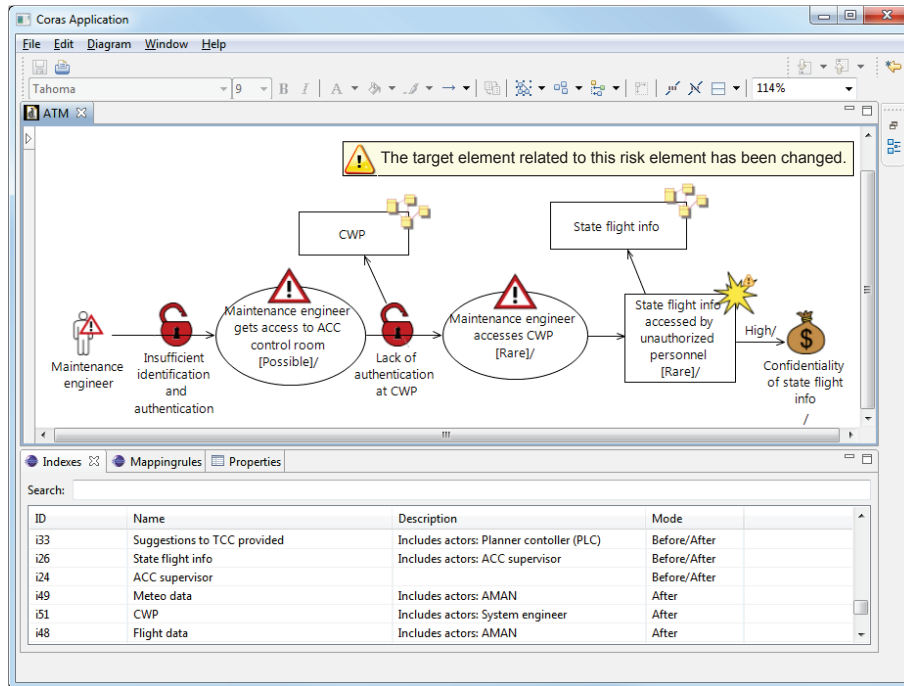 Coras Application
File Edit Diagram Window Help
Tahoma 9 B I A 114%
ATM
The target element related to this risk element has been changed.
CWP
State flight info
Maintenance engineer
gets access to ACC
control room
[Possible]/
Maintenance engineer
accesses CWP
[Rare]/
State flight info
accessed by
unauthorized
personnel
[Rare]/
High/
Maintenance
engineer
Insufficient
identification
and
authentication
Lack of
authentication
at CWP
Confidentiality
of state flight
info
/
Indexes Mappingrules Properties
Search:
ID Name Description Mode
i33 Suggestions to TCC provided Includes actors: Planner contoller (PLC) Before/After
i26 State flight info Includes actors: ACC supervisor Before/After
i24 ACC supervisor Before/After
i49 Meteo data Includes actors: AMAN After
i51 CWP Includes actors: System engineer After
i48 Flight data Includes actors: AMAN After